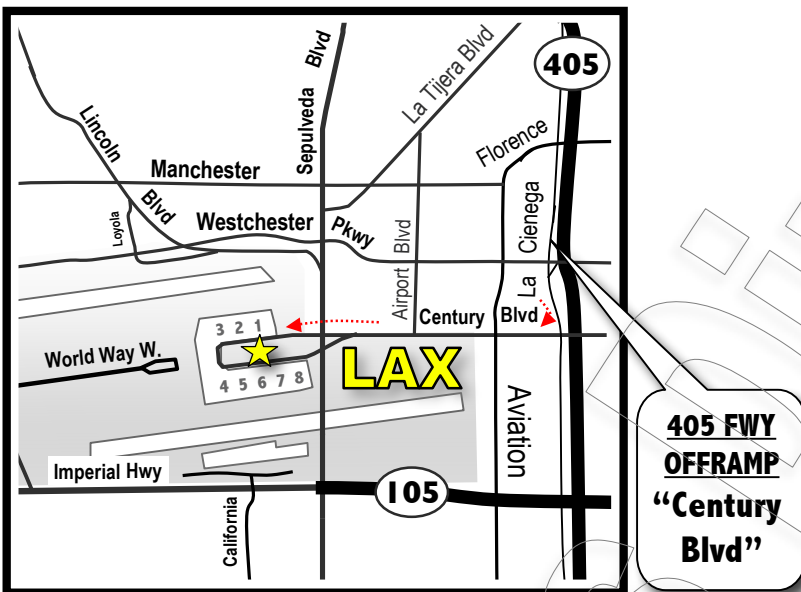 Blvd
Sepulveda
La Tijera Blvd
405
Lincoln
Blvd
Florence
Manchester
Loyola
Westchester
Pkwy
Airport Blvd
La Cienega
3 2 1
Century Blvd
World Way W.
4 5 6 7 8
LAX
Aviation
Imperial Hwy
105
California
405 FWY
OFFRAMP
“Century
Blvd”